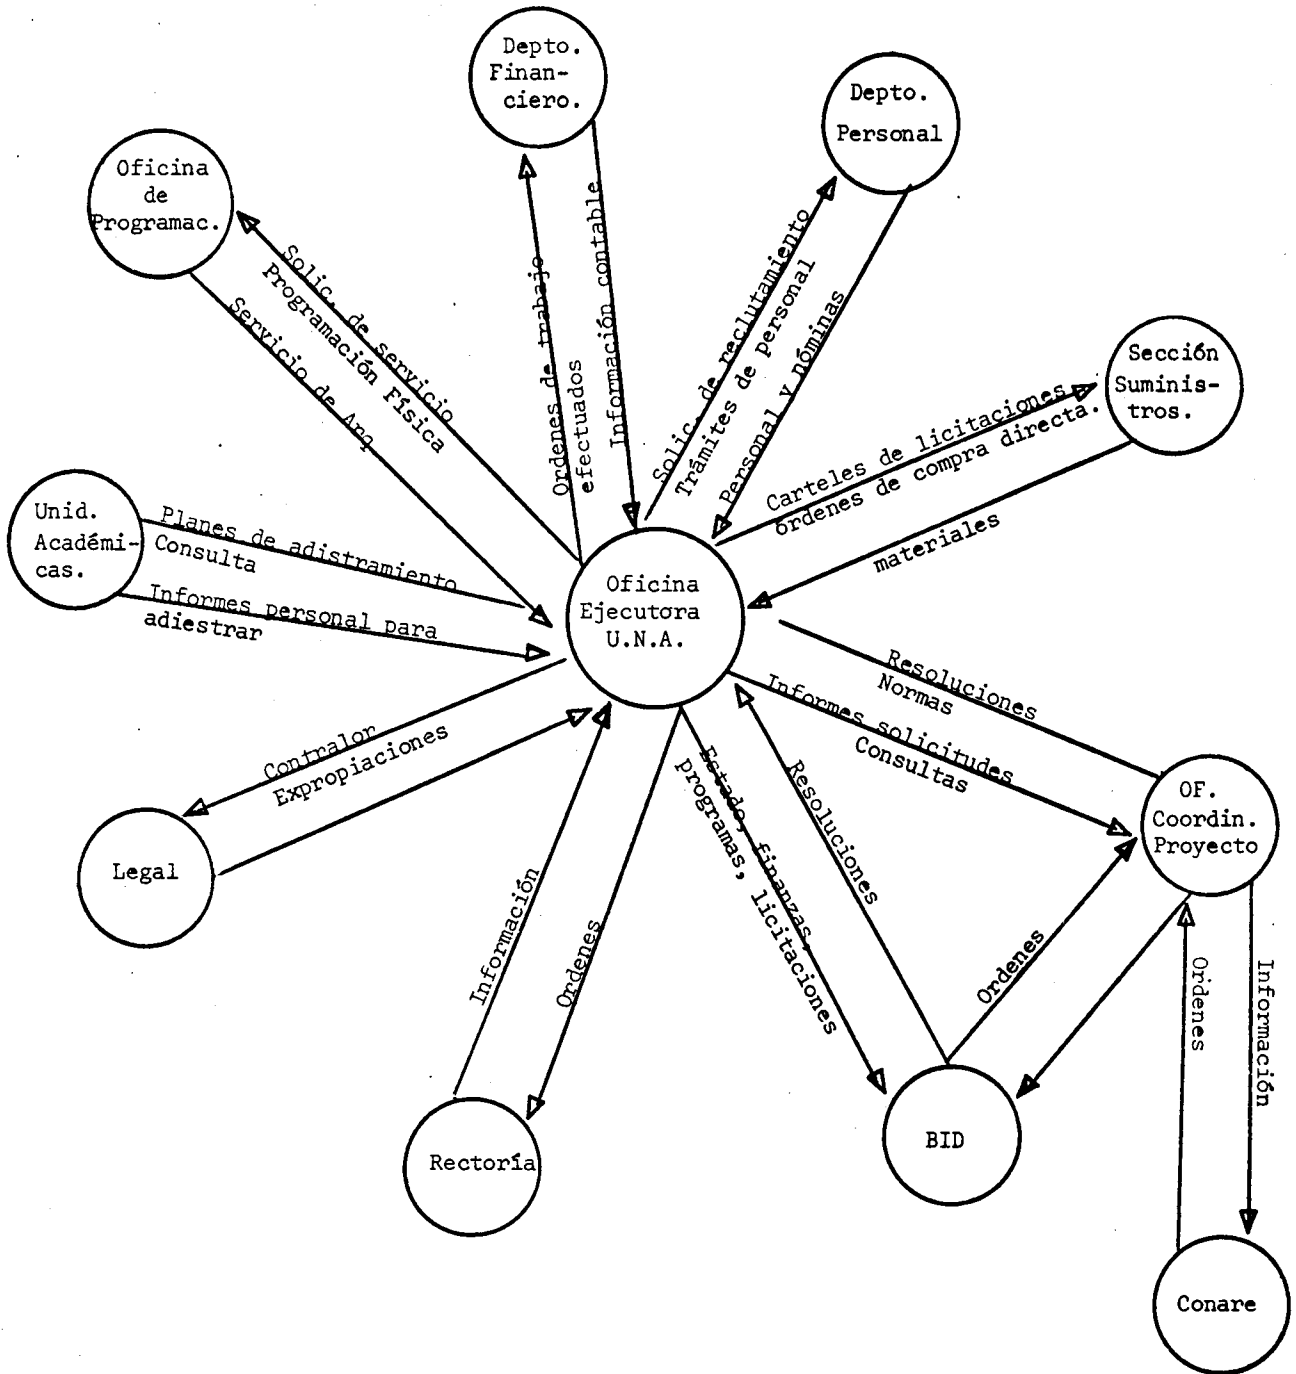 Depto.
Finan-
ciero.
Depto.
Personal
Oficina
de
Programac.
Solic. de servicio
Programación Física
Servicio de Arq
Ordenes de trabajo
efectuados
Información contable
Solic. de reclutamiento
Trámites de personal
Personal y nóminas
Sección
Suminis-
tros.
Carteles de licitaciones
órdenes de compra directa.
materiales
Unid.
Académi-
cas.
Planes de adistramiento
Consulta
Informes personal para
adiestrar
Oficina
Ejecutora
U.N.A.
Resoluciones
Normas
Informes solicitudes
Consultas
Contralor
Expropiaciones
Legal
Información
Ordenes
Estado, finanzas,
programas, licitaciones
Resoluciones
OF.
Coordin.
Proyecto
Ordenes
Ordenes
Información
Rectoría
BID
Conare